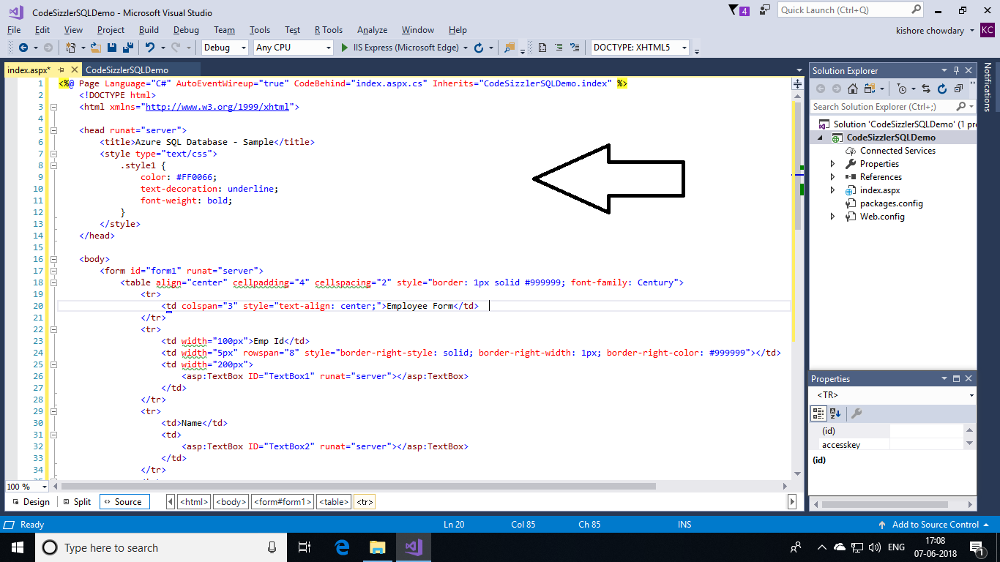 CodeSizzlerSQLDemo - Microsoft Visual Studio
4
Quick Launch (Ctrl+Q)
File Edit View Project Build Debug Team Tools Test R Tools Analyze Window Help
kishore chowdary KC
Debug Any CPU IIS Express (Microsoft Edge) DOCTYPE: XHTML5
index.aspx* CodeSizzlerSQLDemo
1 <%@ Page Language="C#" AutoEventWireup="true" CodeBehind="index.aspx.cs" Inherits="CodeSizzlerSQLDemo.index" %>
2 <!DOCTYPE html>
3 <html xmlns="http://www.w3.org/1999/xhtml">
4
5 <head runat="server">
6 <title>Azure SQL Database - Sample</title>
7 <style type="text/css">
8 .style1 {
9 color: #FF0066;
10 text-decoration: underline;
11 font-weight: bold;
12 }
13 </style>
14 </head>
15
16 <body>
17 <form id="form1" runat="server">
18 <table align="center" cellpadding="4" cellspacing="2" style="border: 1px solid #999999; font-family: Century">
19 <tr>
20 <td colspan="3" style="text-align: center;">Employee Form</td>
21 </tr>
22 <tr>
23 <td width="100px">Emp Id</td>
24 <td width="5px" rowspan="8" style="border-right-style: solid; border-right-width: 1px; border-right-color: #999999"></td>
25 <td width="200px">
26 <asp:TextBox ID="TextBox1" runat="server"></asp:TextBox>
27 </td>
28 </tr>
29 <tr>
30 <td>Name</td>
31 <td>
32 <asp:TextBox ID="TextBox2" runat="server"></asp:TextBox>
33 </td>
34 </tr>
100 %
Design Split Source <html> <body> <form#form1> <table> <tr>
Solution Explorer
Search Solution Explorer (Ctrl+;)
Solution 'CodeSizzlerSQLDemo' (1 pr
CodeSizzlerSQLDemo
Connected Services
Properties
References
index.aspx
packages.config
Web.config
Properties
<TR>
(id)
accesskey
(id)
Notifications
Ready Ln 20 Col 85 Ch 85 INS Add to Source Control
Type here to search
ENG
17:08
07-06-2018
1